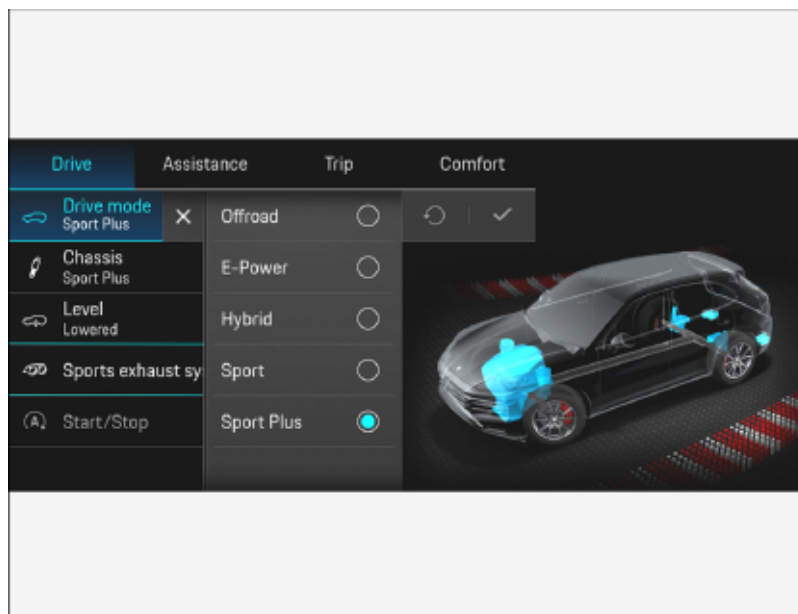 Drive Assistance Trip Comfort
Drive mode
Sport Plus
Chassis
Sport Plus
Level
Lowered
Sports exhaust sy
Start/Stop
Offroad
E-Power
Hybrid
Sport
Sport Plus